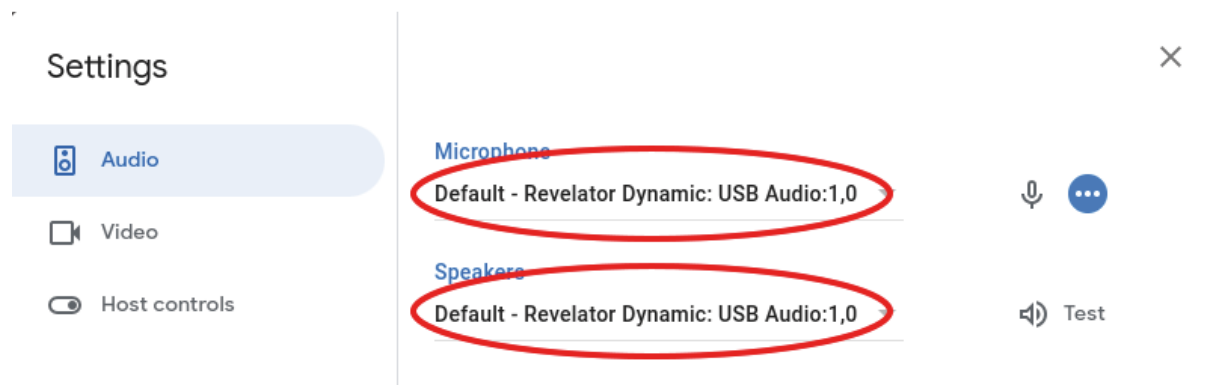 Settings
Audio
Video
Host controls
Microphone
Default - Revelator Dynamic: USB Audio:1,0
Speakers
Default - Revelator Dynamic: USB Audio:1,0
Test